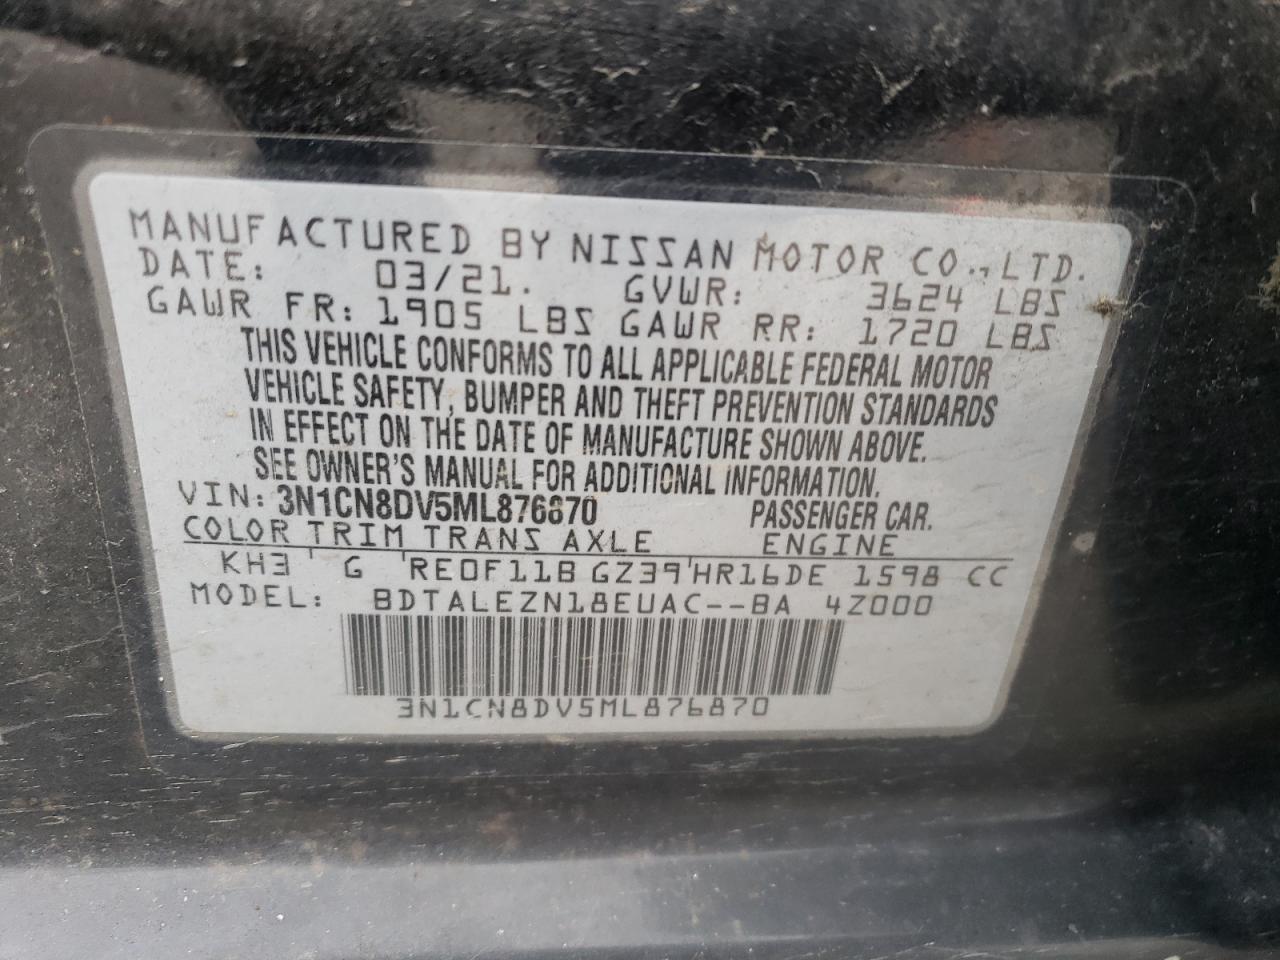 MANUFACTURED BY NISSAN MOTOR CO., LTD.
DATE: 03/21. GVWR: 3624 LBS
GAWR FR: 1905 LBS GAWR RR: 1720 LBS
THIS VEHICLE CONFORMS TO ALL APPLICABLE FEDERAL MOTOR
VEHICLE SAFETY, BUMPER AND THEFT PREVENTION STANDARDS
IN EFFECT ON THE DATE OF MANUFACTURE SHOWN ABOVE.
SEE OWNER'S MANUAL FOR ADDITIONAL INFORMATION.
VIN: 3N1CN8DV5ML876870 PASSENGER CAR.
COLOR TRIM TRANS AXLE ENGINE
KH3 G RE0F11B GZ39 HR16DE 1598 CC
MODEL: BDTALEZN18EUAC--BA 4Z000
3N1CN8DV5ML876870